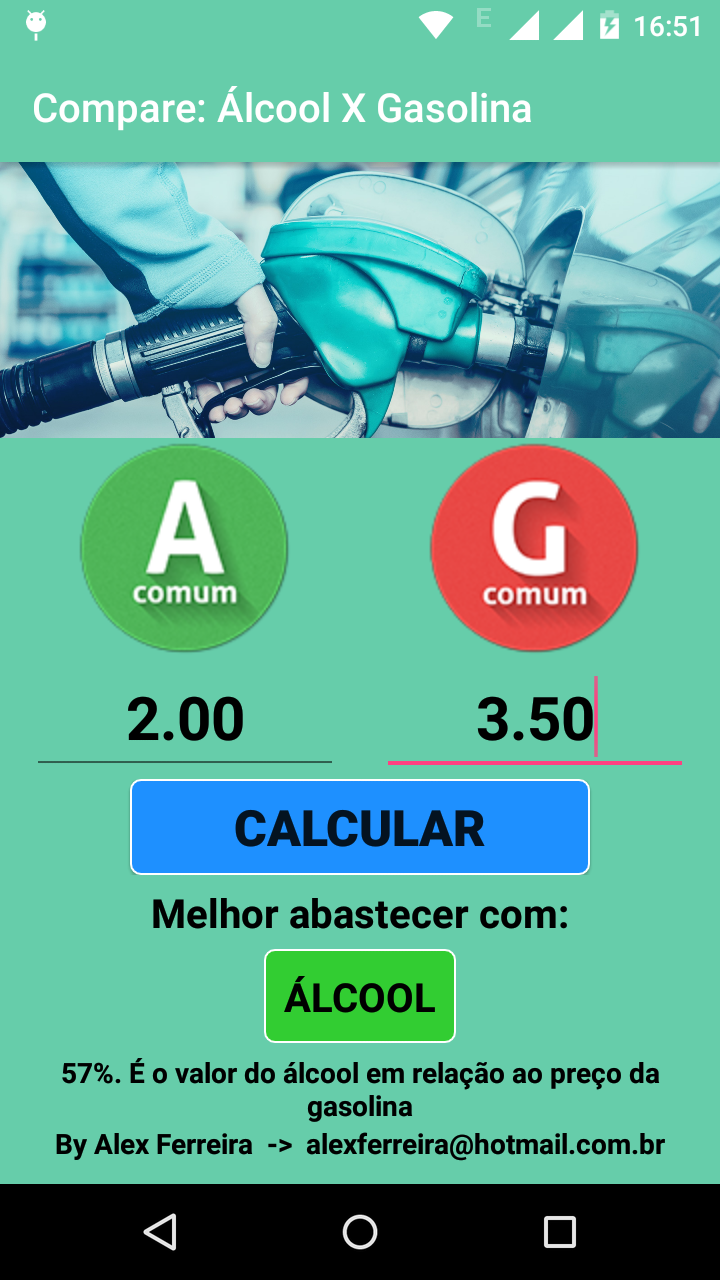 E
16:51
Compare: Álcool X Gasolina
A
comum
G
comum
2.00
3.50
CALCULAR
Melhor abastecer com:
ÁLCOOL
57%. É o valor do álcool em relação ao preço da
gasolina
By Alex Ferreira -> alexferreira@hotmail.com.br